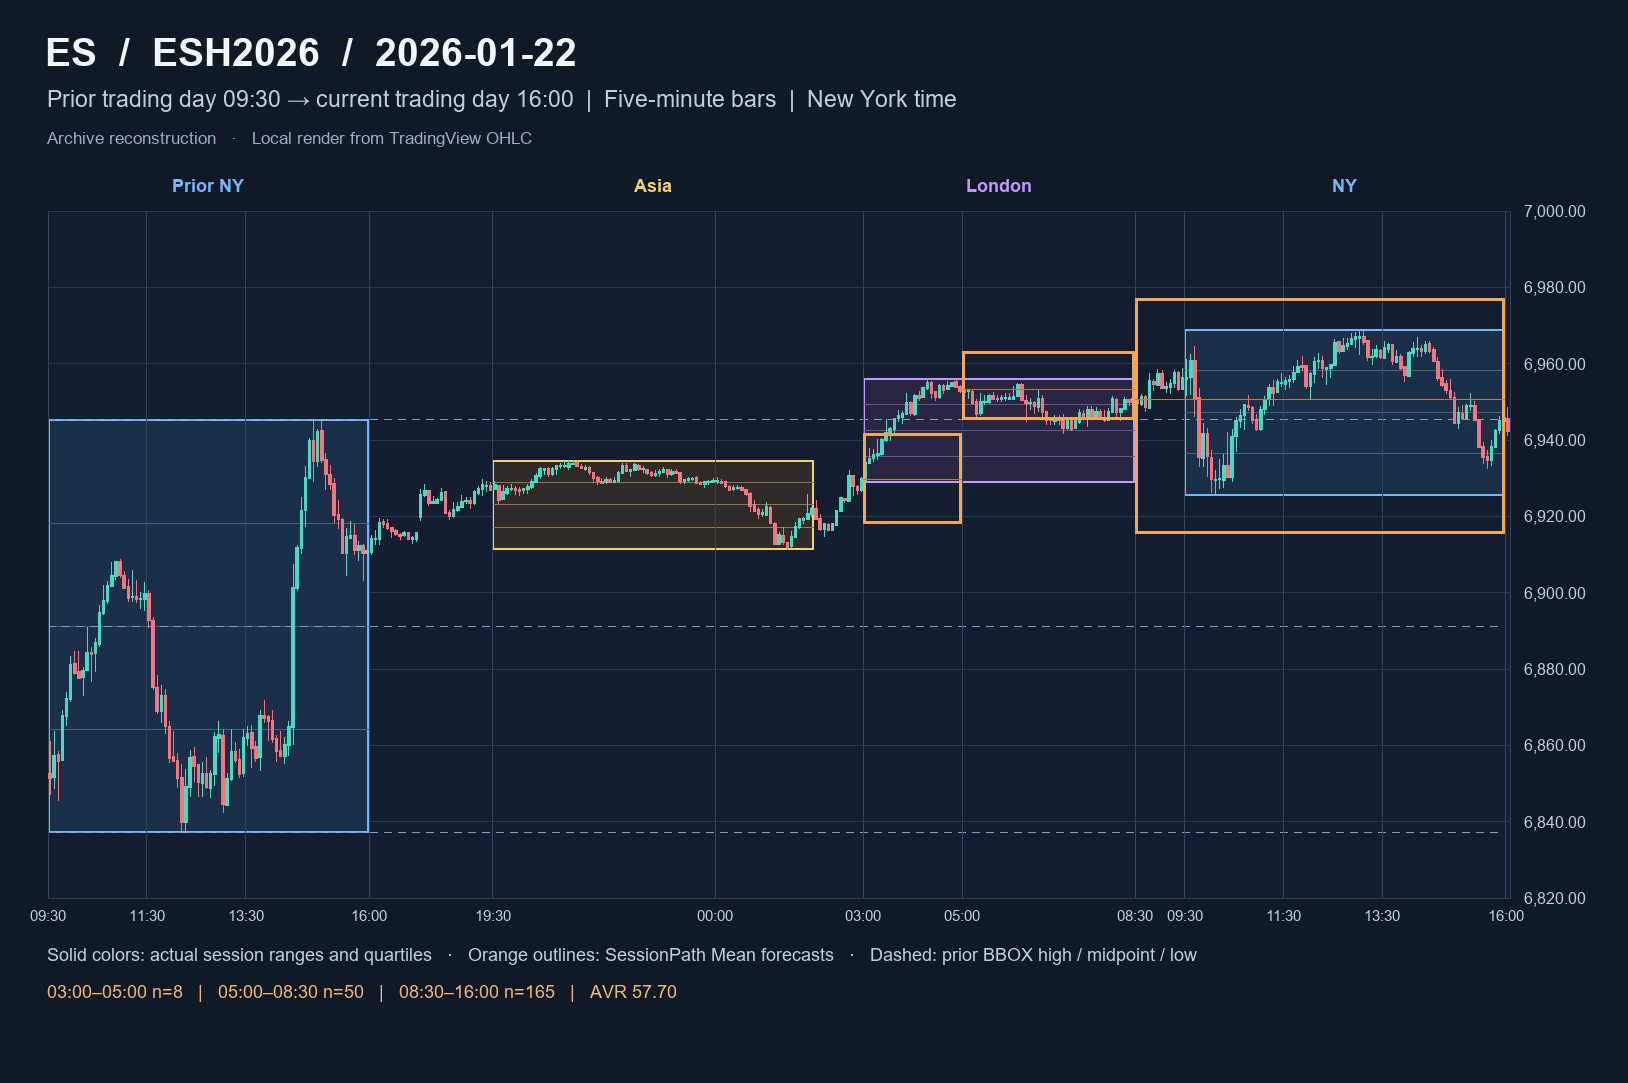 ES / ESH2026 / 2026-01-22
Prior trading day 09:30 → current trading day 16:00 | Five-minute bars | New York time
Archive reconstruction · Local render from TradingView OHLC
Prior NY Asia London NY
7,000.00
6,980.00
6,960.00
6,940.00
6,920.00
6,900.00
6,880.00
6,860.00
6,840.00
6,820.00
09:30 11:30 13:30 16:00 19:30 00:00 03:00 05:00 08:30 09:30 11:30 13:30 16:00
Solid colors: actual session ranges and quartiles · Orange outlines: SessionPath Mean forecasts · Dashed: prior BBOX high / midpoint / low
03:00–05:00 n=8 | 05:00–08:30 n=50 | 08:30–16:00 n=165 | AVR 57.70